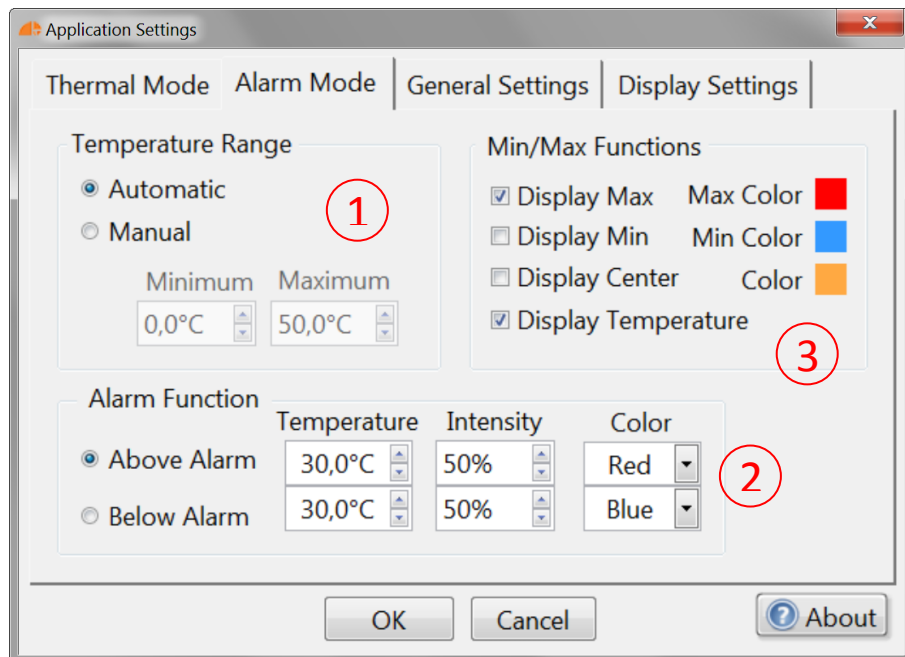 Application Settings
x
Thermal Mode Alarm Mode General Settings Display Settings
Temperature Range
Automatic
Manual
Minimum Maximum
0,0°C 50,0°C
1
Min/Max Functions
Display Max Max Color
Display Min Min Color
Display Center Color
Display Temperature
3
Alarm Function
Temperature Intensity Color
Above Alarm 30,0°C 50% Red
Below Alarm 30,0°C 50% Blue
2
OK Cancel ? About